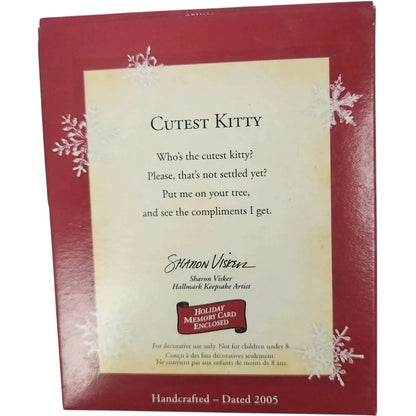 CUTEST KITTY
Who's the cutest kitty?
Please, that's not settled yet?
Put me on your tree,
and see the compliments I get.
SHARON VISKER
Sharon Visker
Hallmark Keepsake Artist
HOLIDAY
MEMORY CARD
ENCLOSED
For decorative use only. Not for children under 8.
Conçu à des fins décoratives seulement.
Ne convient pas aux enfants de moins de 8 ans.
Handcrafted – Dated 2005